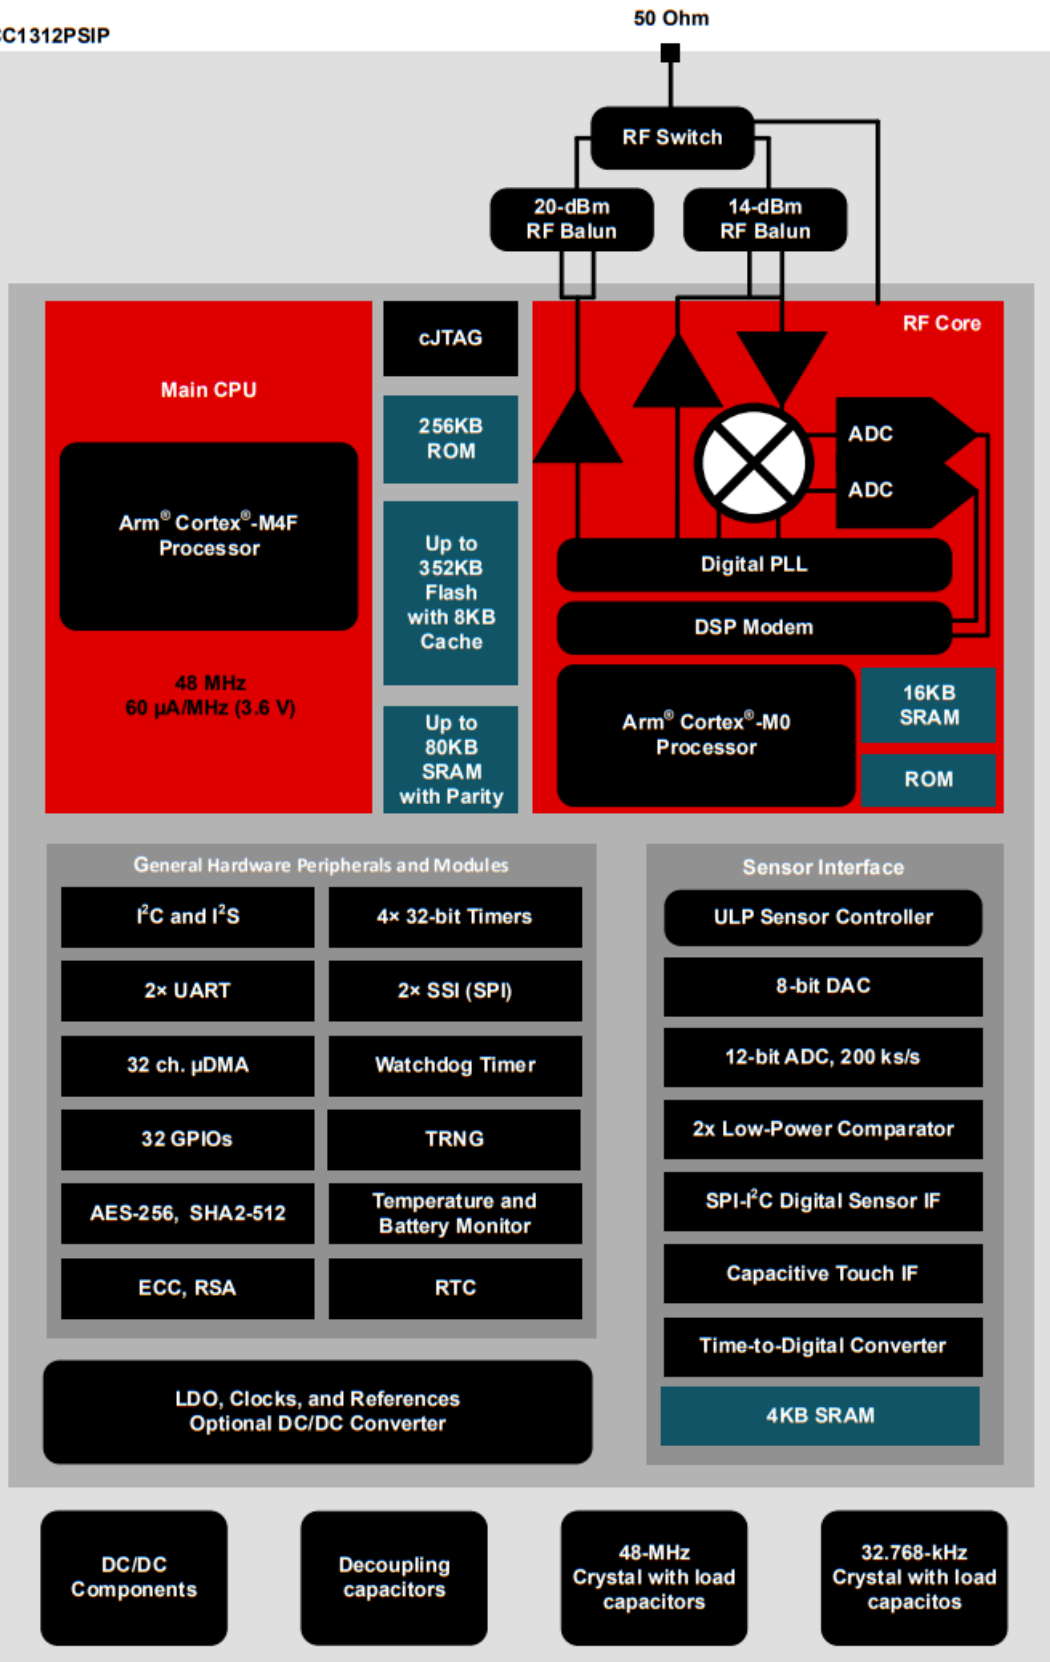 CC1312PSIP
50 Ohm
RF Switch
20-dBm
RF Balun
14-dBm
RF Balun
RF Core
Main CPU
Arm® Cortex®-M4F
Processor
48 MHz
60 µA/MHz (3.6 V)
cJTAG
256KB
ROM
Up to
352KB
Flash
with 8KB
Cache
Up to
80KB
SRAM
with Parity
ADC
ADC
Digital PLL
DSP Modem
Arm® Cortex®-M0
Processor
16KB
SRAM
ROM
General Hardware Peripherals and Modules
I²C and I²S
4× 32-bit Timers
2× UART
2× SSI (SPI)
32 ch. µDMA
Watchdog Timer
32 GPIOs
TRNG
AES-256, SHA2-512
Temperature and
Battery Monitor
ECC, RSA
RTC
LDO, Clocks, and References
Optional DC/DC Converter
Sensor Interface
ULP Sensor Controller
8-bit DAC
12-bit ADC, 200 ks/s
2x Low-Power Comparator
SPI-I²C Digital Sensor IF
Capacitive Touch IF
Time-to-Digital Converter
4KB SRAM
DC/DC
Components
Decoupling
capacitors
48-MHz
Crystal with load
capacitors
32.768-kHz
Crystal with load
capacitos